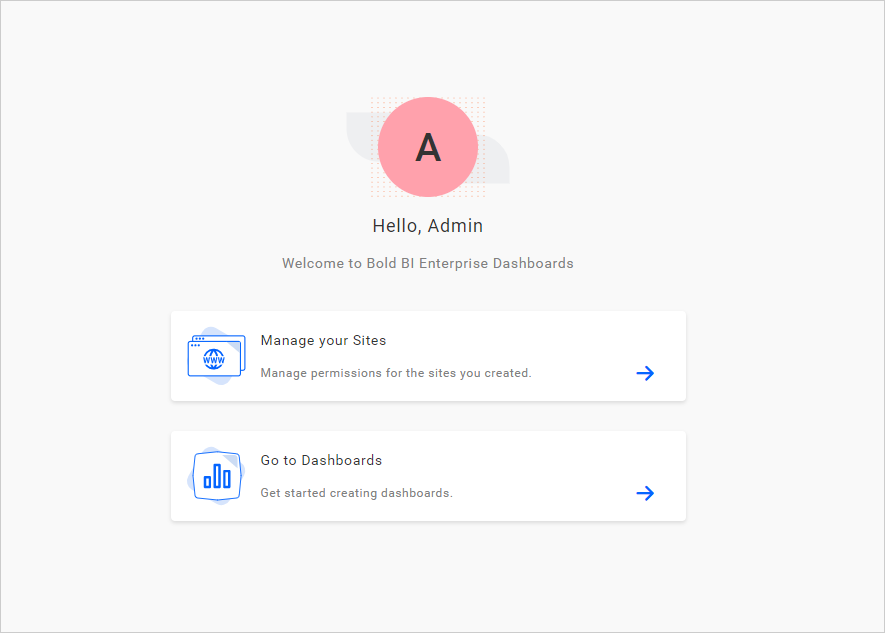 A
Hello, Admin
Welcome to Bold BI Enterprise Dashboards
WWW
Manage your Sites
Manage permissions for the sites you created.
Go to Dashboards
Get started creating dashboards.